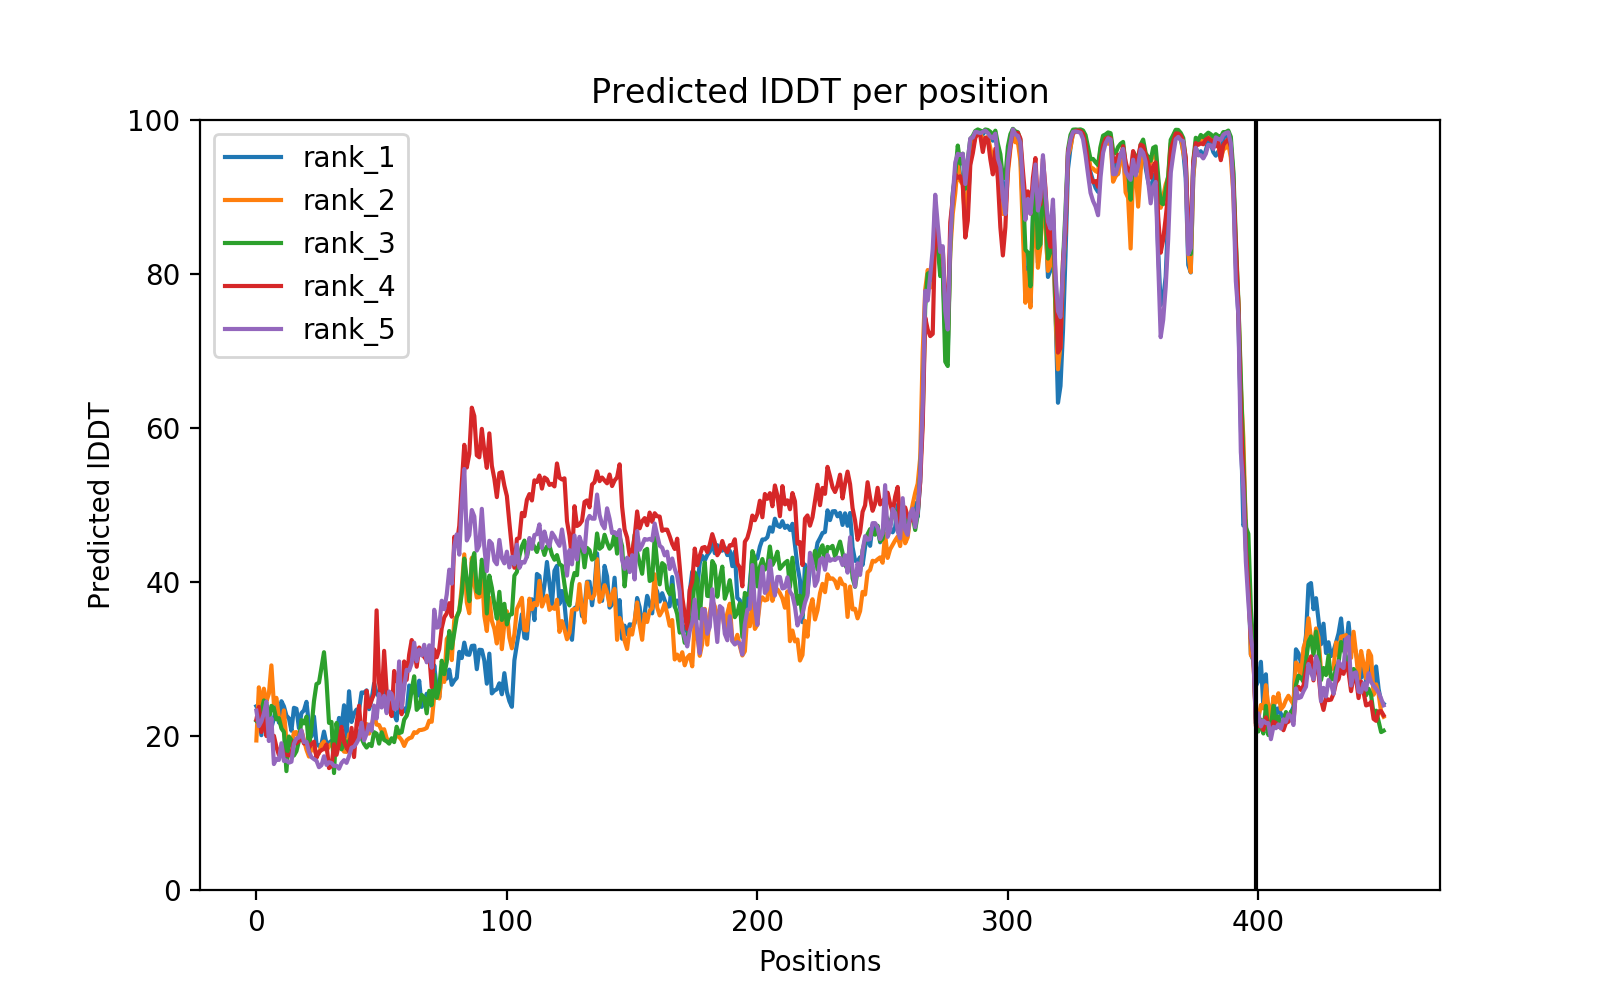 Predicted lDDT per position
100
80
60
40
20
0
Predicted lDDT
rank_1
rank_2
rank_3
rank_4
rank_5
0 100 200 300 400
Positions